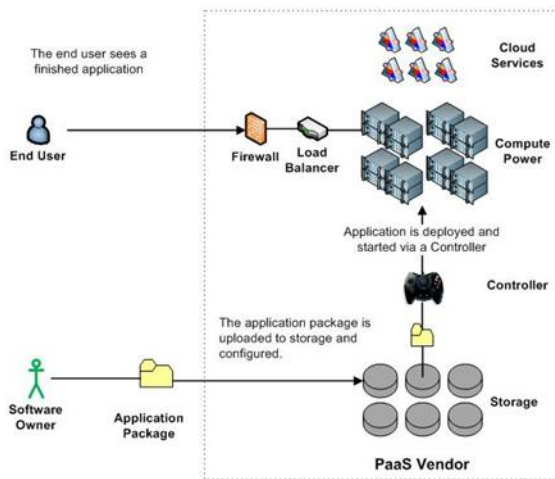 The end user sees a
finished application
Cloud
Services
End User
Firewall
Load
Balancer
Compute
Power
Application is deployed and
started via a Controller
Controller
The application package is
uploaded to storage and
configured.
Software
Owner
Application
Package
Storage
PaaS Vendor